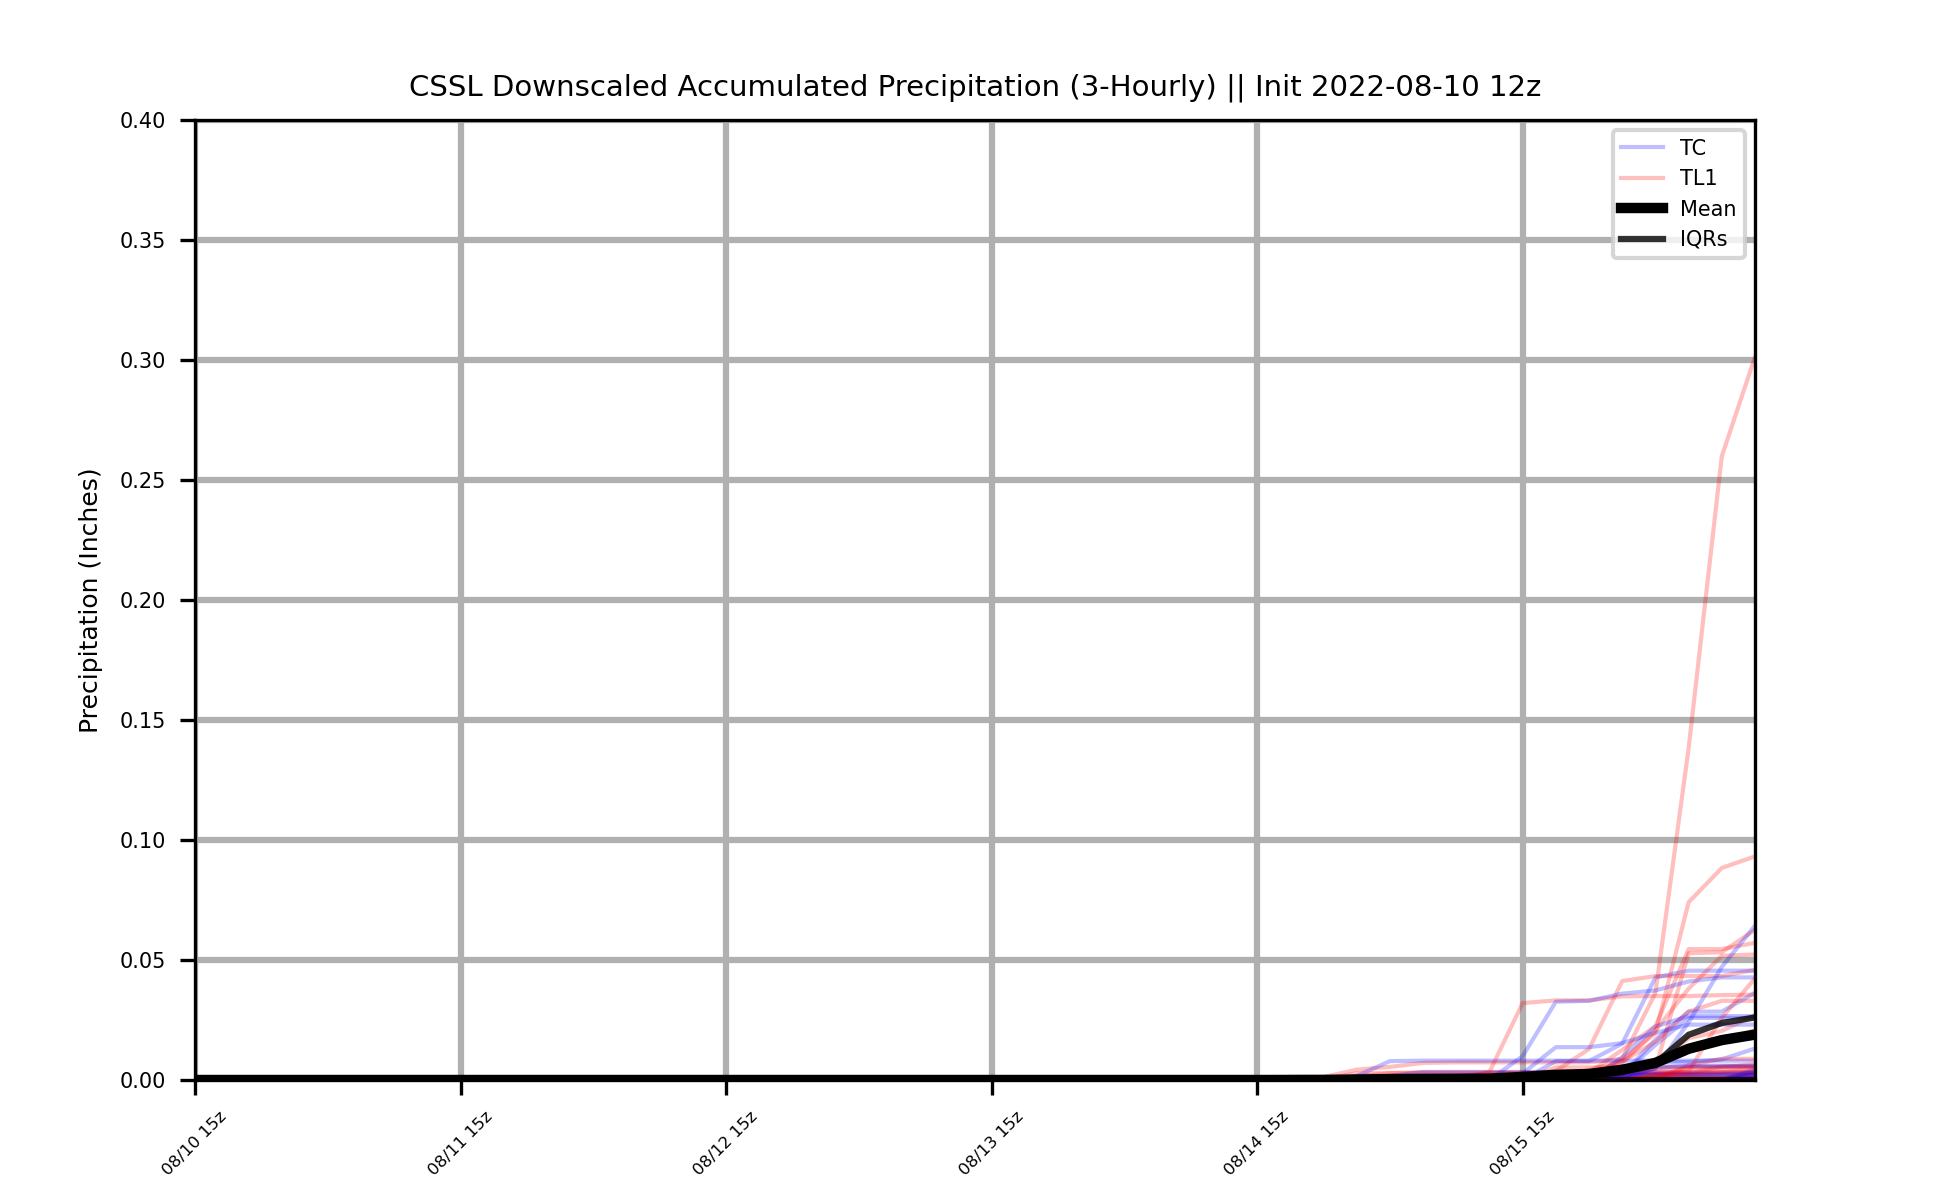 CSSL Downscaled Accumulated Precipitation (3-Hourly) || Init 2022-08-10 12z
Precipitation (Inches)
0.40
0.35
0.30
0.25
0.20
0.15
0.10
0.05
0.00
TC
TL1
Mean
IQRs
08/10 15z
08/11 15z
08/12 15z
08/13 15z
08/14 15z
08/15 15z